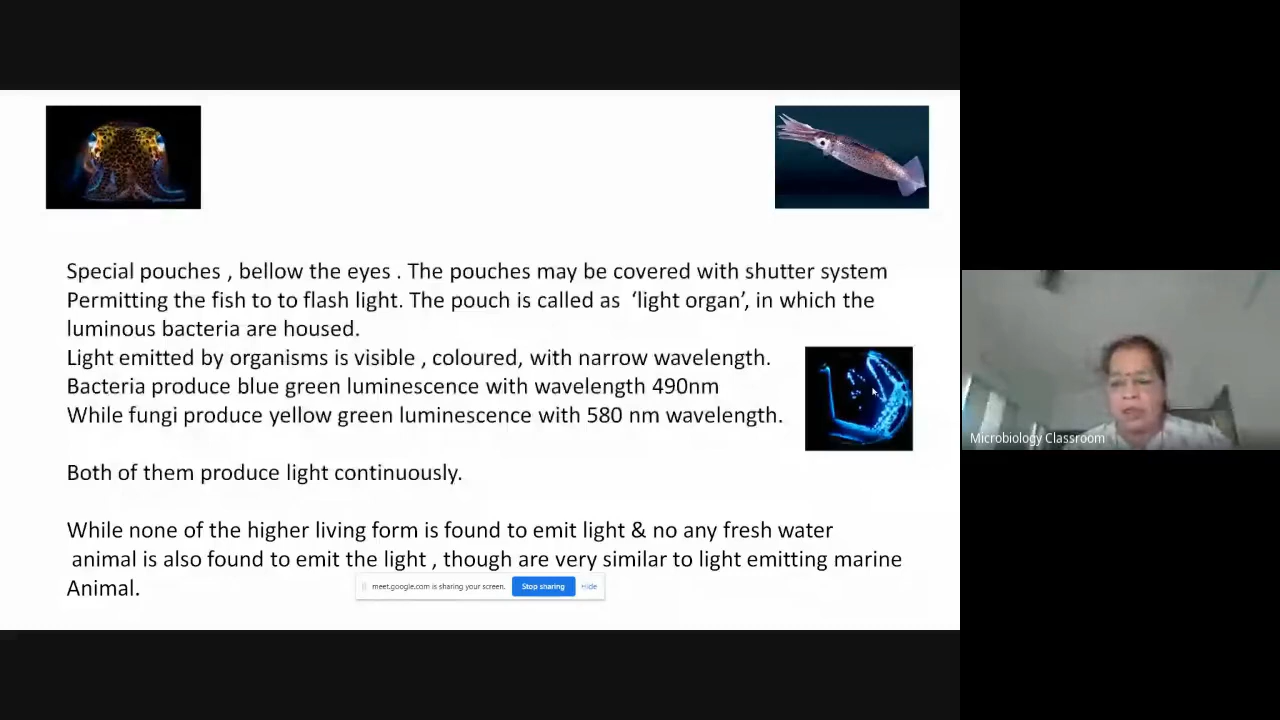 Special pouches , bellow the eyes . The pouches may be covered with shutter system
Permitting the fish to to flash light. The pouch is called as ‘light organ’, in which the
luminous bacteria are housed.
Light emitted by organisms is visible , coloured, with narrow wavelength.
Bacteria produce blue green luminescence with wavelength 490nm
While fungi produce yellow green luminescence with 580 nm wavelength.
Both of them produce light continuously.
While none of the higher living form is found to emit light & no any fresh water
animal is also found to emit the light , though are very similar to light emitting marine
Animal.
meet.google.com is sharing your screen. Stop sharing Hide
Microbiology Classroom